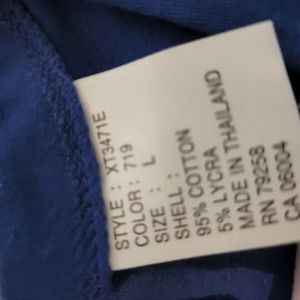 STYLE : XT3471E
COLOR : 719
SIZE : L
SHELL :
95% COTTON
5% LYCRA
MADE IN THAILAND
RN 79258
CA 06004